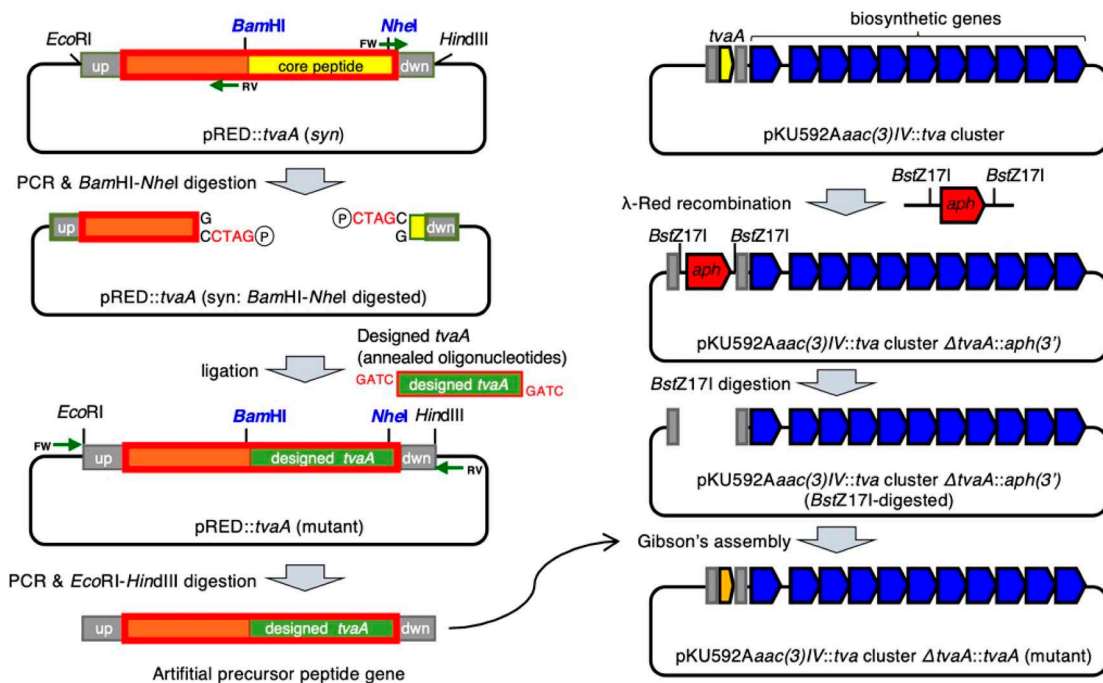 BamHI
NheI
EcoRI
FW
HindIII
up
core peptide
dwn
RV
pRED::tvaA (syn)
PCR & BamHI-NheI digestion
up
G
CCTAGP
PCTAGC
G
dwn
pRED::tvaA (syn: BamHI-NheI digested)
ligation
Designed tvaA
(annealed oligonucleotides)
GATC
designed tvaA
GATC
EcoRI
BamHI
NheI
HindIII
FW
up
designed tvaA
dwn
RV
pRED::tvaA (mutant)
PCR & EcoRI-HindIII digestion
up
designed tvaA
dwn
Artifitial precursor peptide gene
biosynthetic genes
tvaA
pKU592Aaac(3)IV::tva cluster
λ-Red recombination
BstZ17I
BstZ17I
aph
BstZ17I
BstZ17I
aph
pKU592Aaac(3)IV::tva cluster ΔtvaA::aph(3')
BstZ17I digestion
pKU592Aaac(3)IV::tva cluster ΔtvaA::aph(3')
(BstZ17I-digested)
Gibson's assembly
pKU592Aaac(3)IV::tva cluster ΔtvaA::tvaA (mutant)